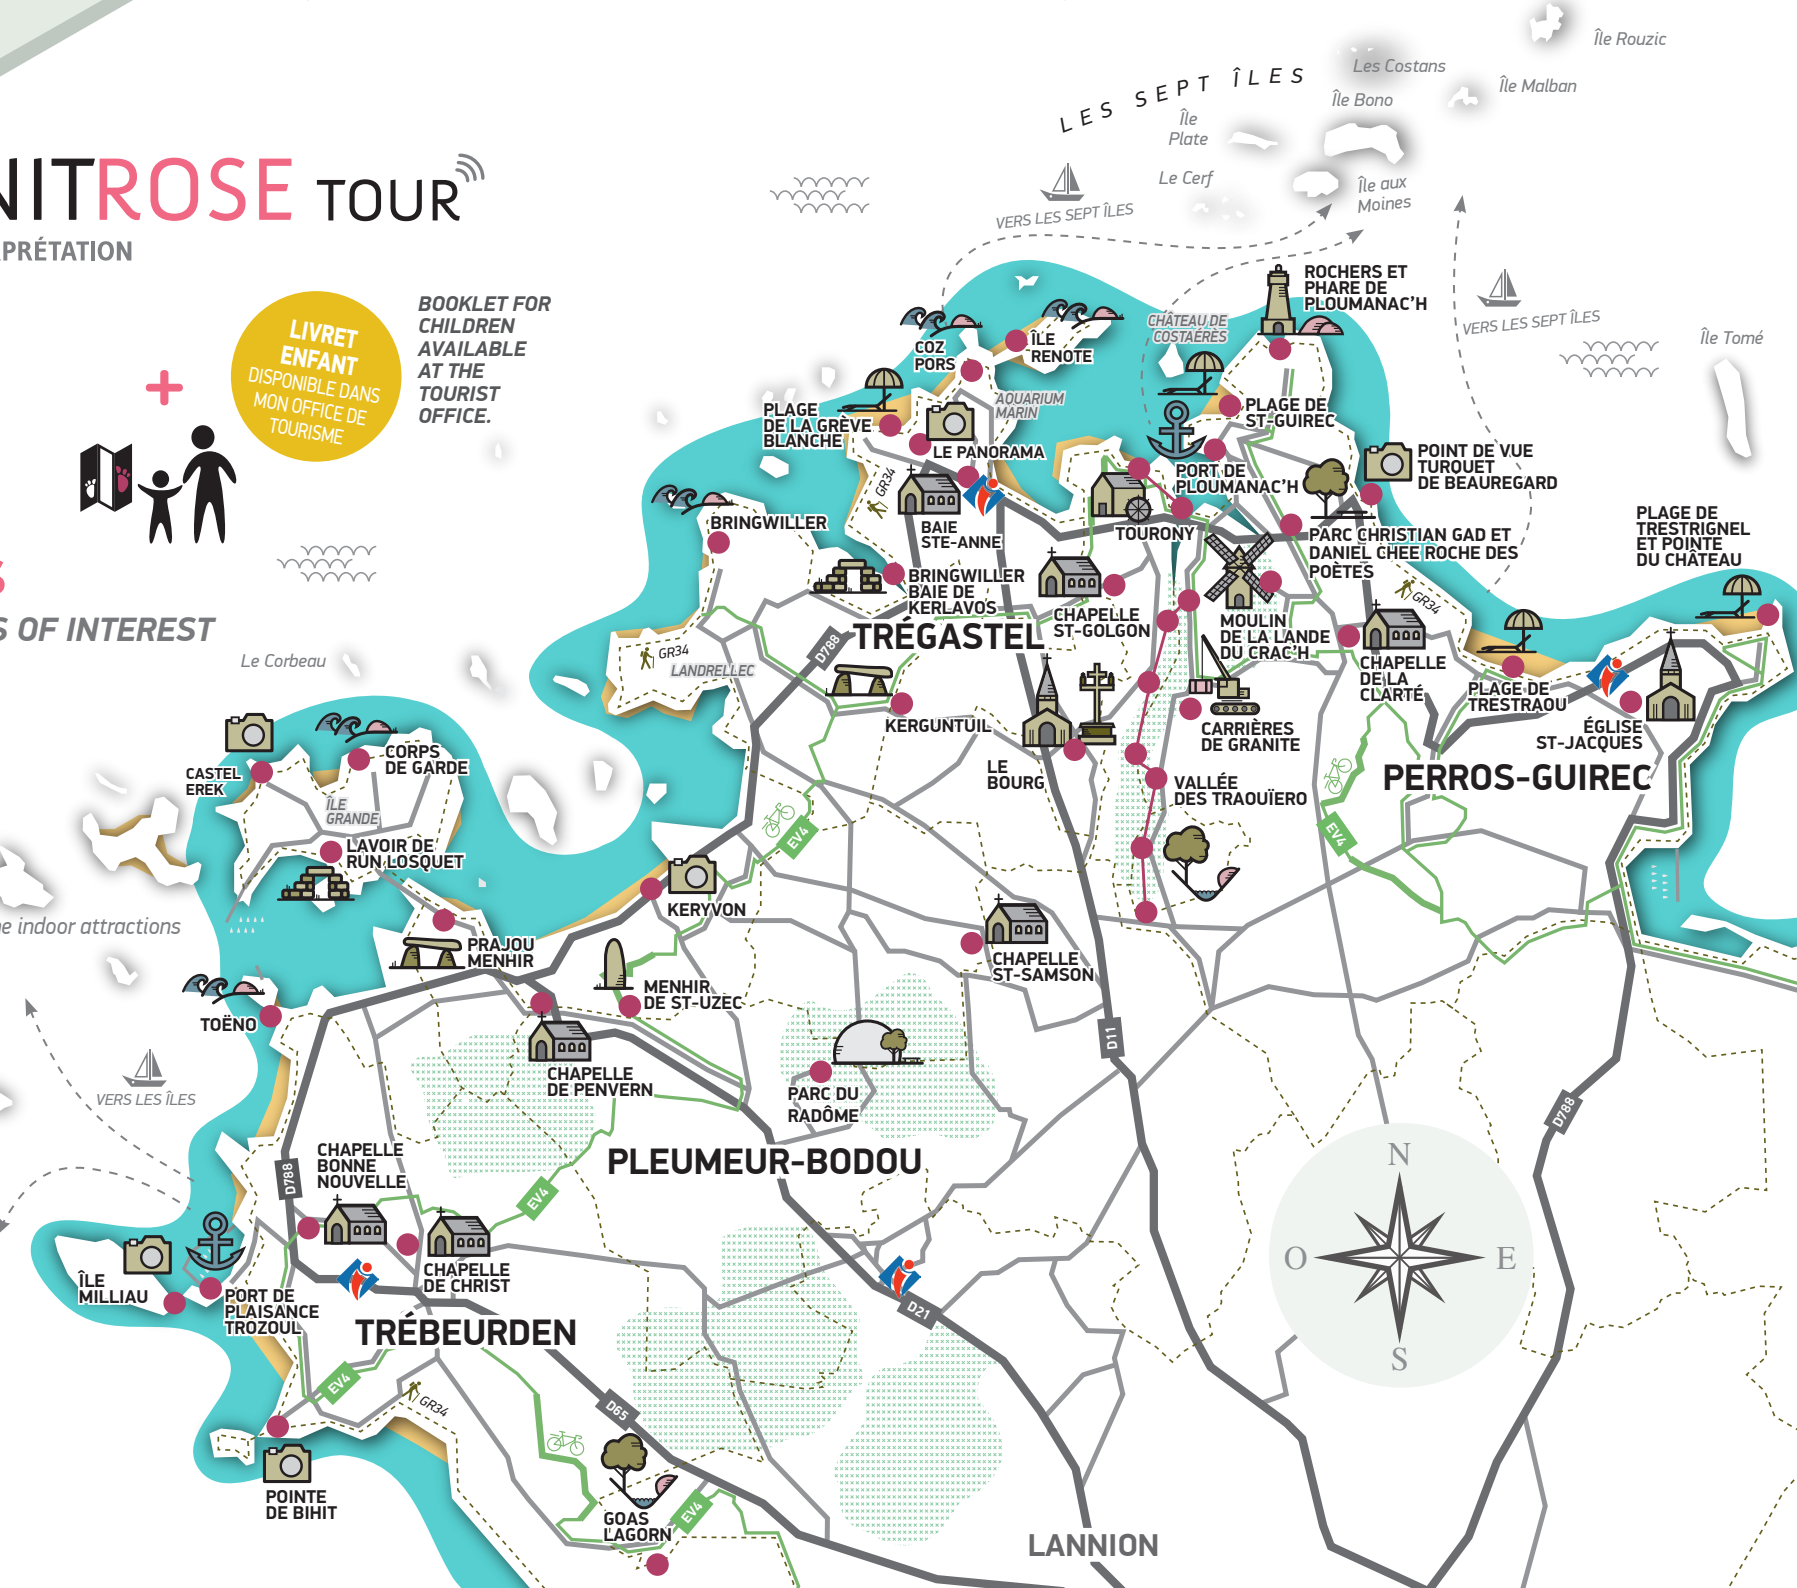 NITROSE TOUR
PRÉTATION
LIVRET
ENFANT
DISPONIBLE DANS
MON OFFICE DE
TOURISME
BOOKLET FOR
CHILDREN
AVAILABLE
AT THE
TOURIST
OFFICE.
S
S OF INTEREST
LES SEPT ÎLES
Île Rouzic
Les Costans
Île Malban
Île Bono
Île
Plate
Le Cerf
Île aux
Moines
VERS LES SEPT ÎLES
VERS LES SEPT ÎLES
Île Tomé
ROCHERS ET
PHARE DE
PLOUMANAC'H
CHÂTEAU DE
COSTAÉRÈS
COZ
PORS
ÎLE
RENOTE
AQUARIUM
MARIN
PLAGE
DE LA GRÈVE
BLANCHE
LE PANORAMA
PLAGE DE
ST-GUIREC
PORT DE
PLOUMANAC'H
POINT DE VUE
TURQUET
DE BEAUREGARD
GR34
BAIE
STE-ANNE
TOURONY
PARC CHRISTIAN GAD ET
DANIEL CHEE ROCHE DES
POÈTES
PLAGE DE
TRESTRIGNEL
ET POINTE
DU CHÂTEAU
BRINGWILLER
BRINGWILLER
BAIE DE
KERLAVOS
CHAPELLE
ST-GOLGON
MOULIN
DE LA LANDE
DU CRAC'H
GR34
TRÉGASTEL
D788
GR34
LANDRELLEC
CHAPELLE
DE LA
CLARTÉ
PLAGE DE
TRESTRAOU
ÉGLISE
ST-JACQUES
KERGUNTUIL
LE
BOURG
CARRIÈRES
DE GRANITE
VALLÉE
DES TRAOUÏERO
PERROS-GUIREC
EV4
EV4
Le Corbeau
CASTEL
EREK
CORPS
DE GARDE
ÎLE
GRANDE
LAVOIR DE
RUN LOSQUET
e indoor attractions
KERYVON
PRAJOU
MENHIR
MENHIR
DE ST-UZEC
CHAPELLE
ST-SAMSON
TOËNO
CHAPELLE
DE PENVERN
PARC DU
RADÔME
D11
D788
VERS LES ÎLES
PLEUMEUR-BODOU
CHAPELLE
BONNE
NOUVELLE
D788
EV4
CHAPELLE
DE CHRIST
ÎLE
MILLIAU
PORT DE
PLAISANCE
TROZOUL
TRÉBEURDEN
D21
EV4
GR34
D65
N
O
E
S
POINTE
DE BIHIT
GOAS
LAGORN
EV4
LANNION